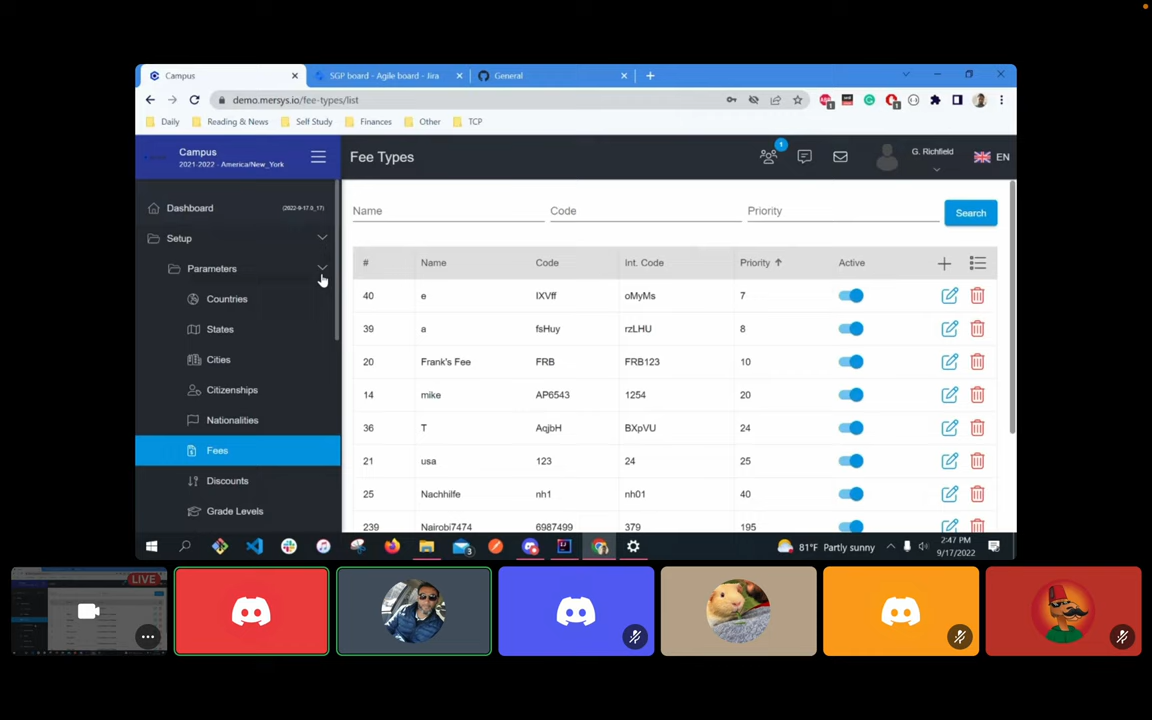 Campus
SGP board - Agile board - Jira
General
demo.mersys.io/fee-types/list
Daily
Reading & News
Self Study
Finances
Other
TCP
Campus
2021-2022 - America/New_York
Fee Types
1
G. Richfield
EN
Dashboard
(2022-9-17.0_17)
Setup
Parameters
Countries
States
Cities
Citizenships
Nationalities
Fees
Discounts
Grade Levels
Name
Code
Priority
Search
# Name Code Int. Code Priority Active
40 e IXVff oMyMs 7
39 a fsHuy rzLHU 8
20 Frank's Fee FRB FRB123 10
14 mike AP6543 1254 20
36 T AqjbH BXpVU 24
21 usa 123 24 25
25 Nachhilfe nh1 nh01 40
239 Nairobi7474 6987499 379 195
3
81°F Partly sunny
2:47 PM
9/17/2022
LIVE